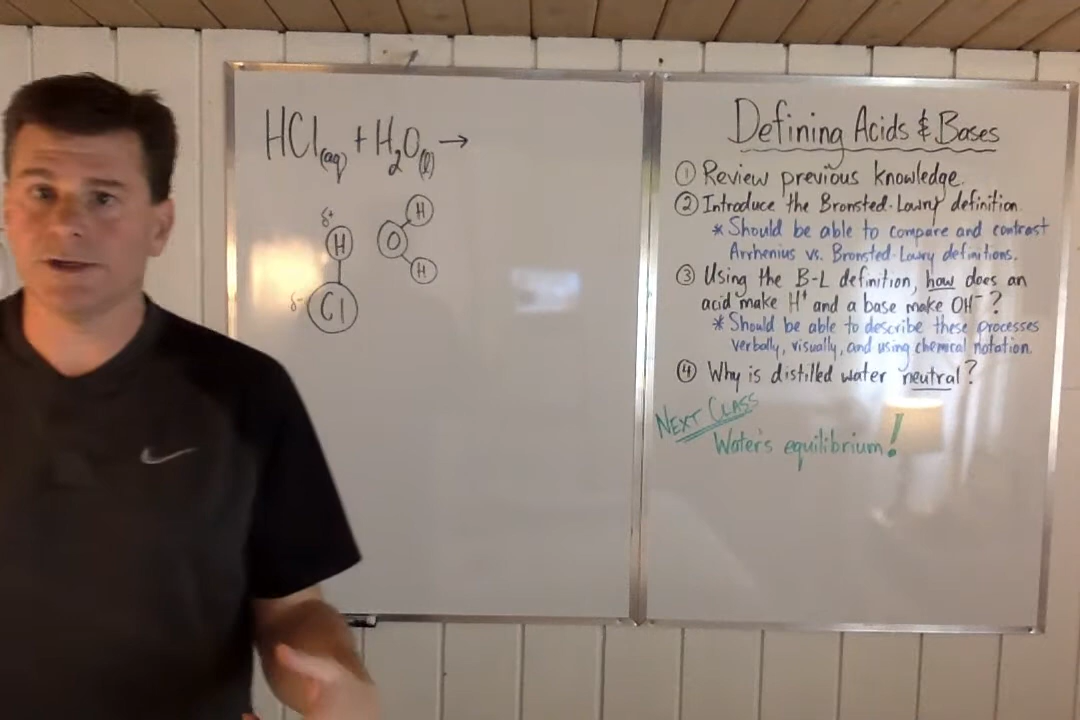 HCl(aq) + H₂O(l) →
δ+
H
δ-
Cl
H
O
H
Defining Acids & Bases
① Review previous knowledge.
② Introduce the Bronsted-Lowry definition.
* Should be able to compare and contrast
Arrhenius vs. Bronsted-Lowry definitions.
③ Using the B-L definition, how does an
acid make H⁺ and a base make OH⁻?
* Should be able to describe these processes
verbally, visually, and using chemical notation.
④ Why is distilled water neutral?
NEXT CLASS
Water's equilibrium!